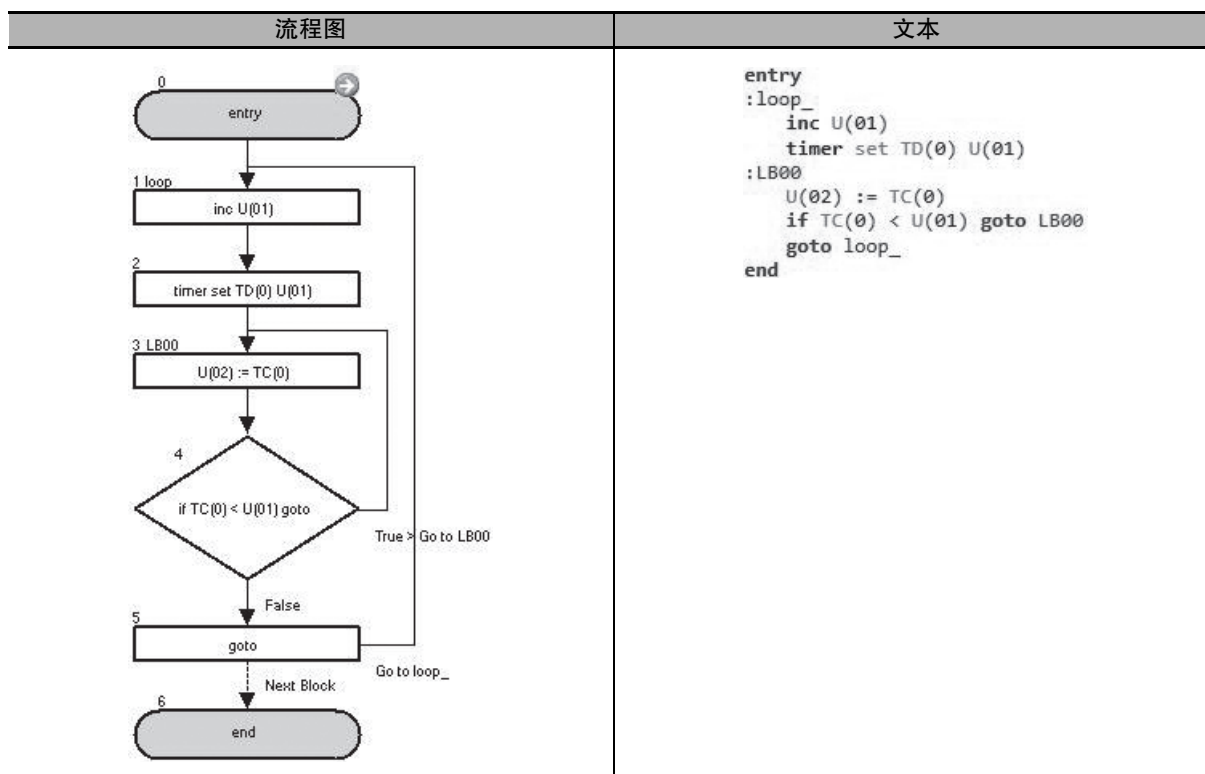 流程图
文本
0
entry
1 loop
inc U(01)
2
timer set TD(0) U(01)
3 LB00
U(02) := TC(0)
4
if TC(0) < U(01) goto
True > Go to LB00
False
5
goto
Go to loop_
Next Block
6
end
entry
:loop_
inc U(01)
timer set TD(0) U(01)
:LB00
U(02) := TC(0)
if TC(0) < U(01) goto LB00
goto loop_
end